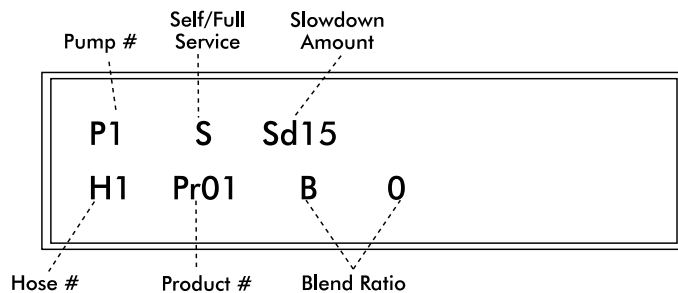 Self/Full Service
Slowdown Amount
Pump #
P1 S Sd15
H1 Pr01 B 0
Hose # Product # Blend Ratio